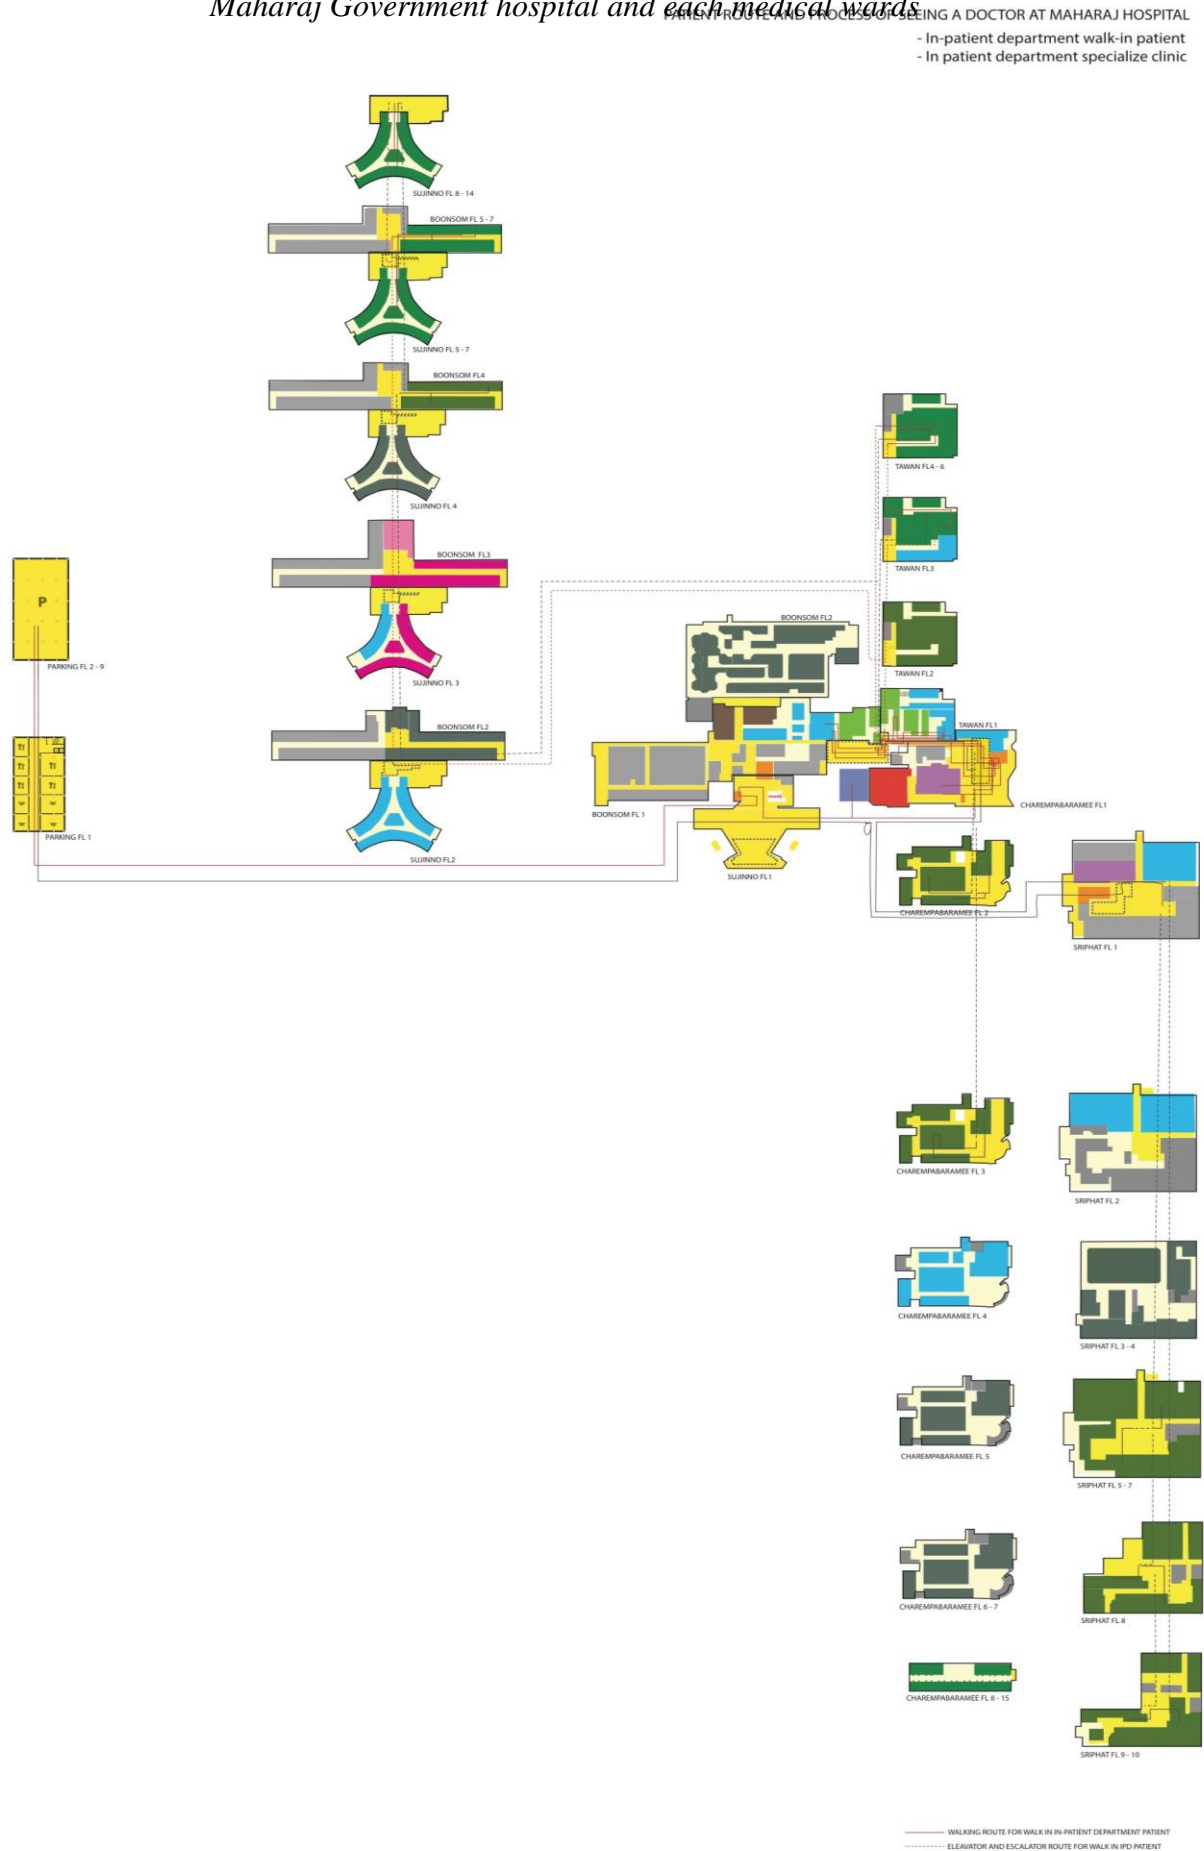 Maharaj Government hospital and each medical wards
PATIENT ROUTE AND PROCESS OF SEEING A DOCTOR AT MAHARAJ HOSPITAL
- In-patient department walk-in patient
- In patient department specialize clinic
SUJINNO FL 8 - 14
BOONSOM FL 5 - 7
SUJINNO FL 5 - 7
BOONSOM FL4
SUJINNO FL 4
BOONSOM FL3
SUJINNO FL 3
BOONSOM FL2
SUJINNO FL2
P
PARKING FL 2 - 9
PARKING FL 1
TAWAN FL4 - 6
TAWAN FL3
TAWAN FL2
BOONSOM FL2
TAWAN FL1
BOONSOM FL 1
CHAREMPABARAMEE FL1
SUJINNO FL1
CHAREMPABARAMEE FL 2
SRIPHAT FL 1
CHAREMPABARAMEE FL 3
SRIPHAT FL 2
CHAREMPABARAMEE FL 4
SRIPHAT FL 3 - 4
CHAREMPABARAMEE FL 5
SRIPHAT FL 5 - 7
CHAREMPABARAMEE FL 6 - 7
SRIPHAT FL 8
CHAREMPABARAMEE FL 8 - 15
SRIPHAT FL 9 - 10
WALKING ROUTE FOR WALK IN IN-PATIENT DEPARTMENT PATIENT
ELEAVATOR AND ESCALATOR ROUTE FOR WALK IN IPD PATIENT